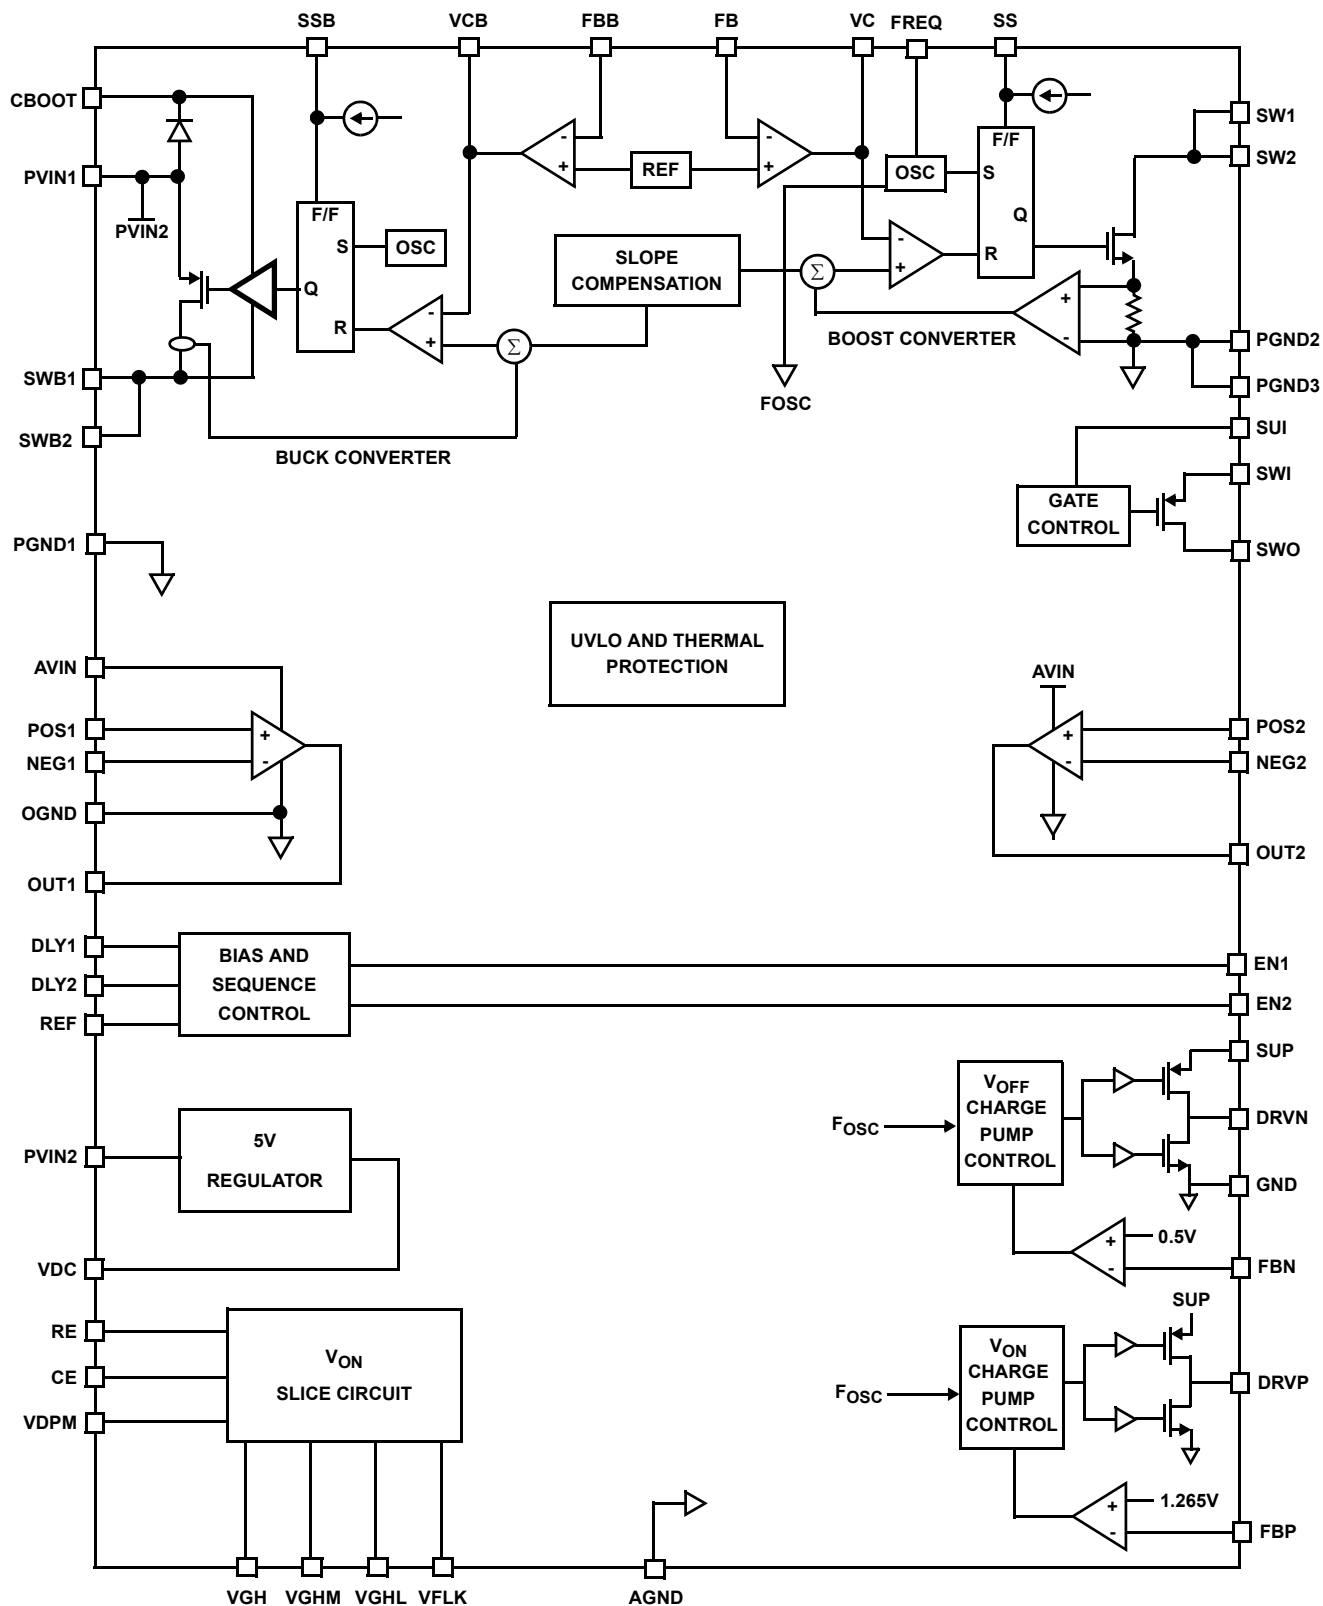 SSB VCB FBB FB VC FREQ SS
CBOOT
SW1
F/F
- - OSC S
SW2
PVIN1
+ REF +
PVIN2
F/F
Q
S OSC
SLOPE
COMPENSATION
-
+
R
Σ
Q
+
-
R
-
+
Σ
BOOST CONVERTER
PGND2
SWB1
PGND3
FOSC
SWB2
SUI
BUCK CONVERTER
SWI
GATE
CONTROL
PGND1
SWO
UVLO AND THERMAL
PROTECTION
AVIN
AVIN
POS1 + + POS2
NEG1 - - NEG2
OGND
OUT2
OUT1
DLY1
BIAS AND
SEQUENCE
CONTROL
EN1
DLY2
EN2
REF
SUP
VOFF
CHARGE
PUMP
CONTROL
FOSC
DRVN
5V
REGULATOR
PVIN2
GND
+ 0.5V
- FBN
VDC
SUP
RE
VON
SLICE CIRCUIT
VON
CHARGE
PUMP
CONTROL
CE
DRVP
FOSC
VDPM
+ 1.265V
- FBP
VGH VGHM VGHL VFLK AGND